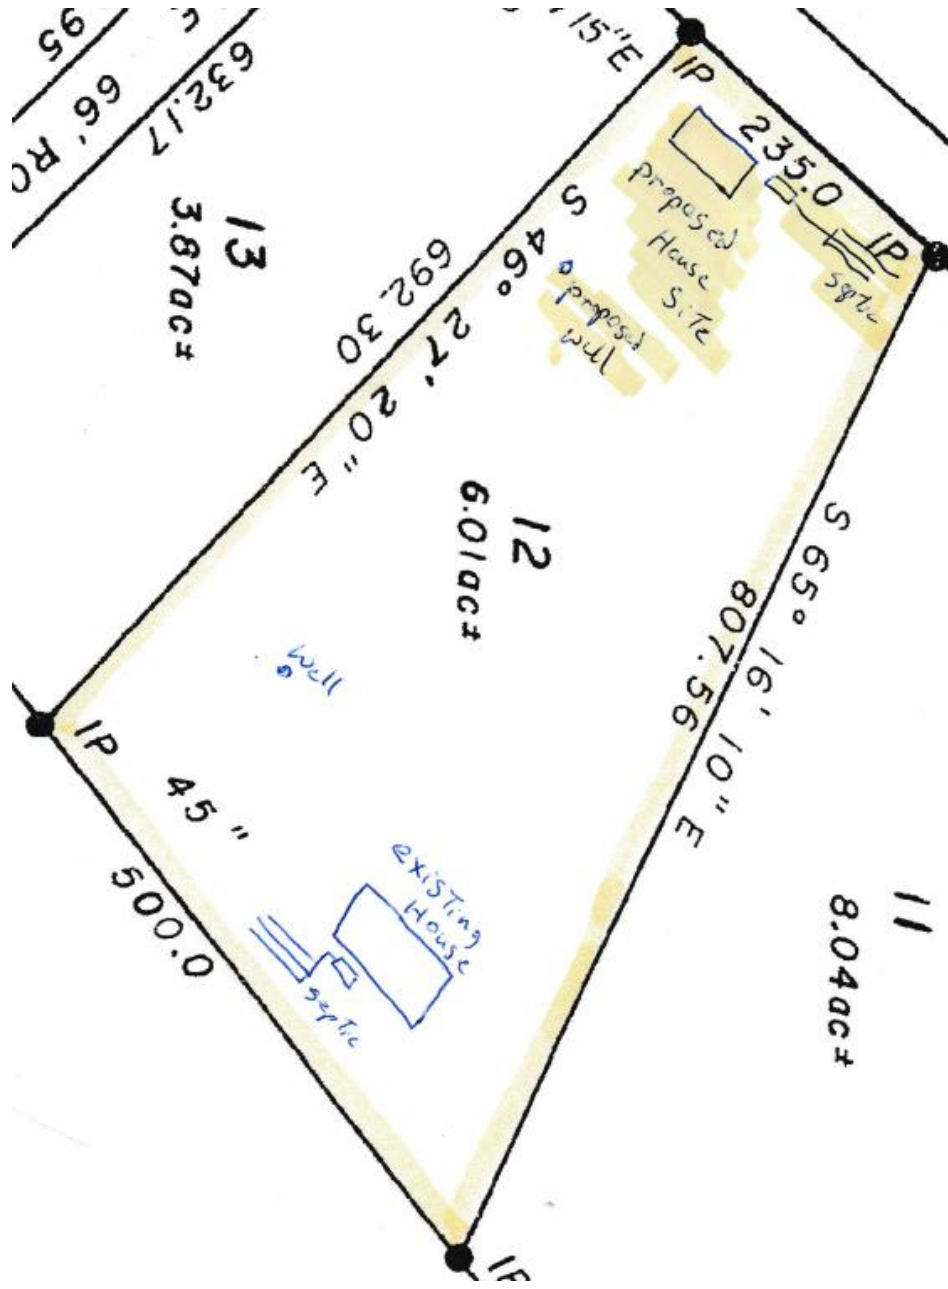 95
66' RO
632.17
15"E
IP
235.0
IP
proposed
House
SiTe
septic
proposed
well
13
3.87ac±
692.30
S 46° 27' 20" E
12
6.01ac±
S 65° 16' 10" E
807.56
well
IP
45"
500.0
existing
House
septic
11
8.04ac±
IP